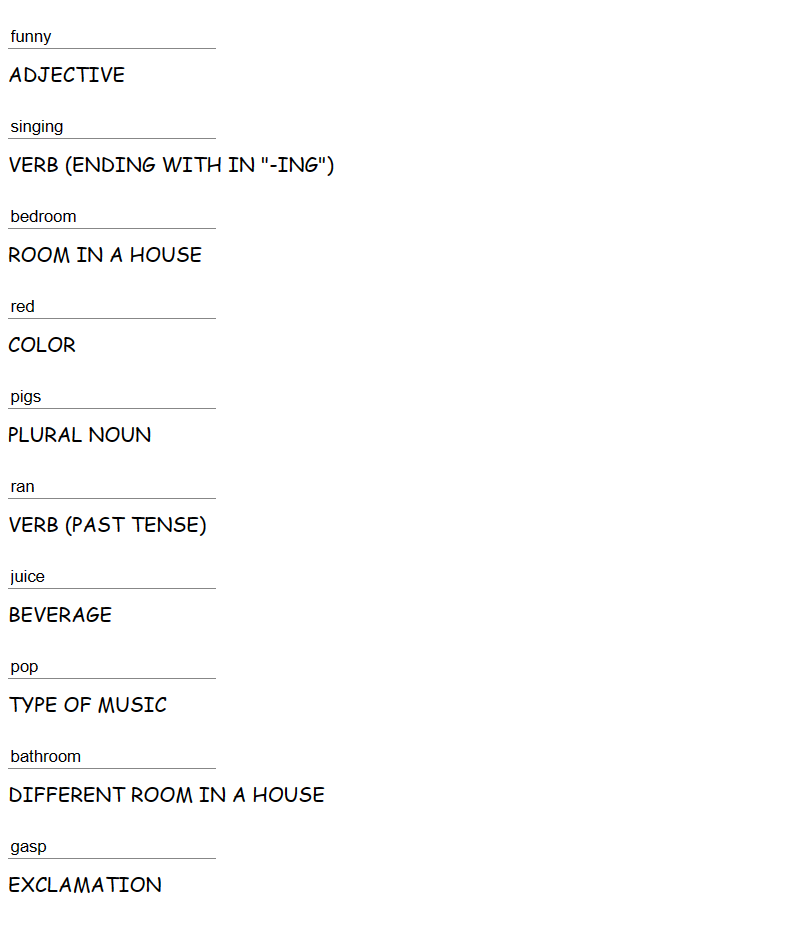 funny
ADJECTIVE
singing
VERB (ENDING WITH IN "-ING")
bedroom
ROOM IN A HOUSE
red
COLOR
pigs
PLURAL NOUN
ran
VERB (PAST TENSE)
juice
BEVERAGE
pop
TYPE OF MUSIC
bathroom
DIFFERENT ROOM IN A HOUSE
gasp
EXCLAMATION